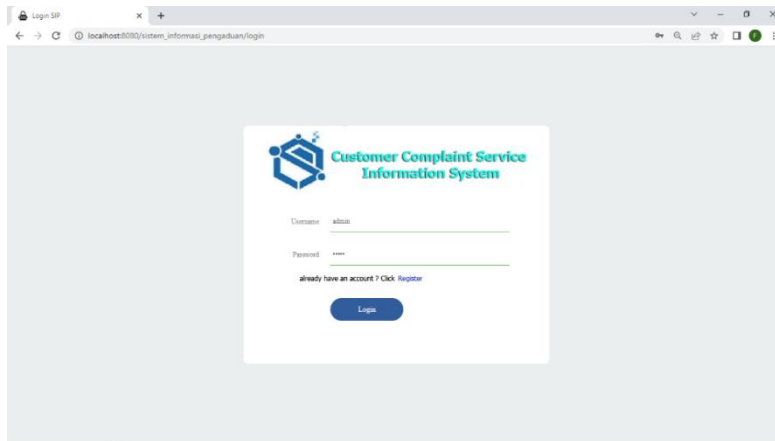 Login SIP
localhost:8080/sistem_informasi_pengaduan/login
Customer Complaint Service
Information System
Username admin
Password •••••
already have an account ? Click Register
Login